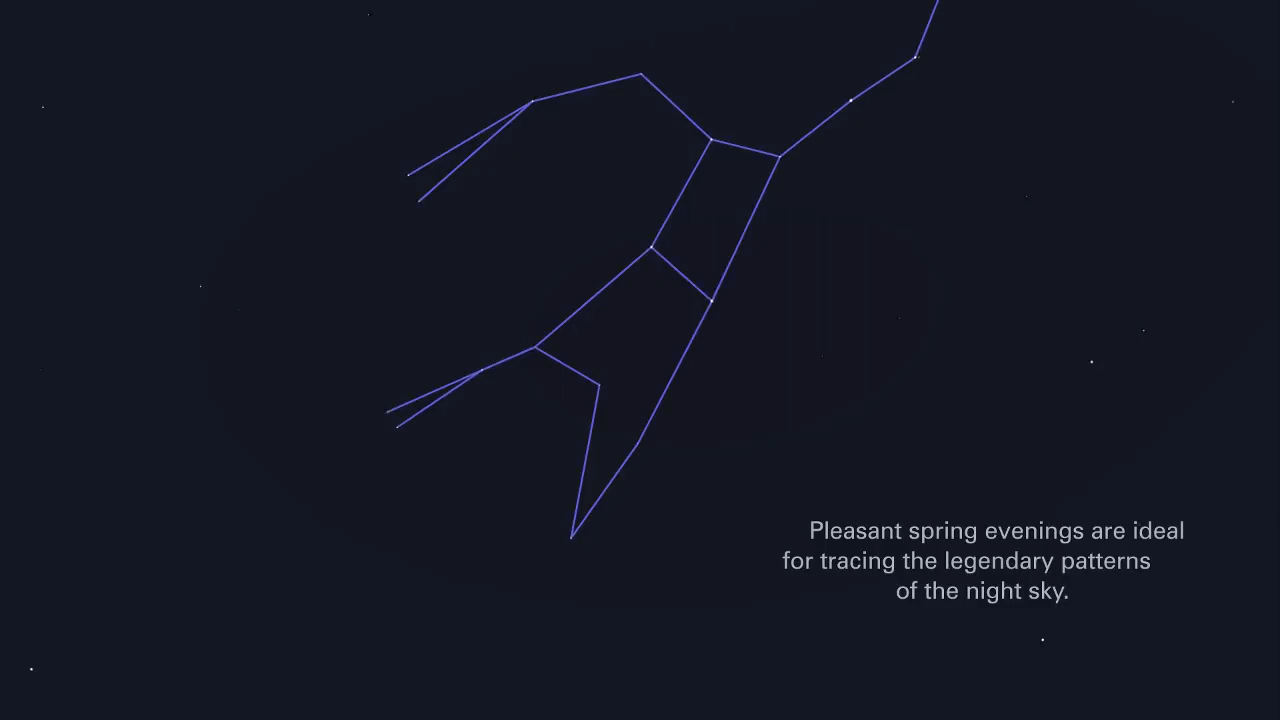 Pleasant spring evenings are ideal
for tracing the legendary patterns
of the night sky.